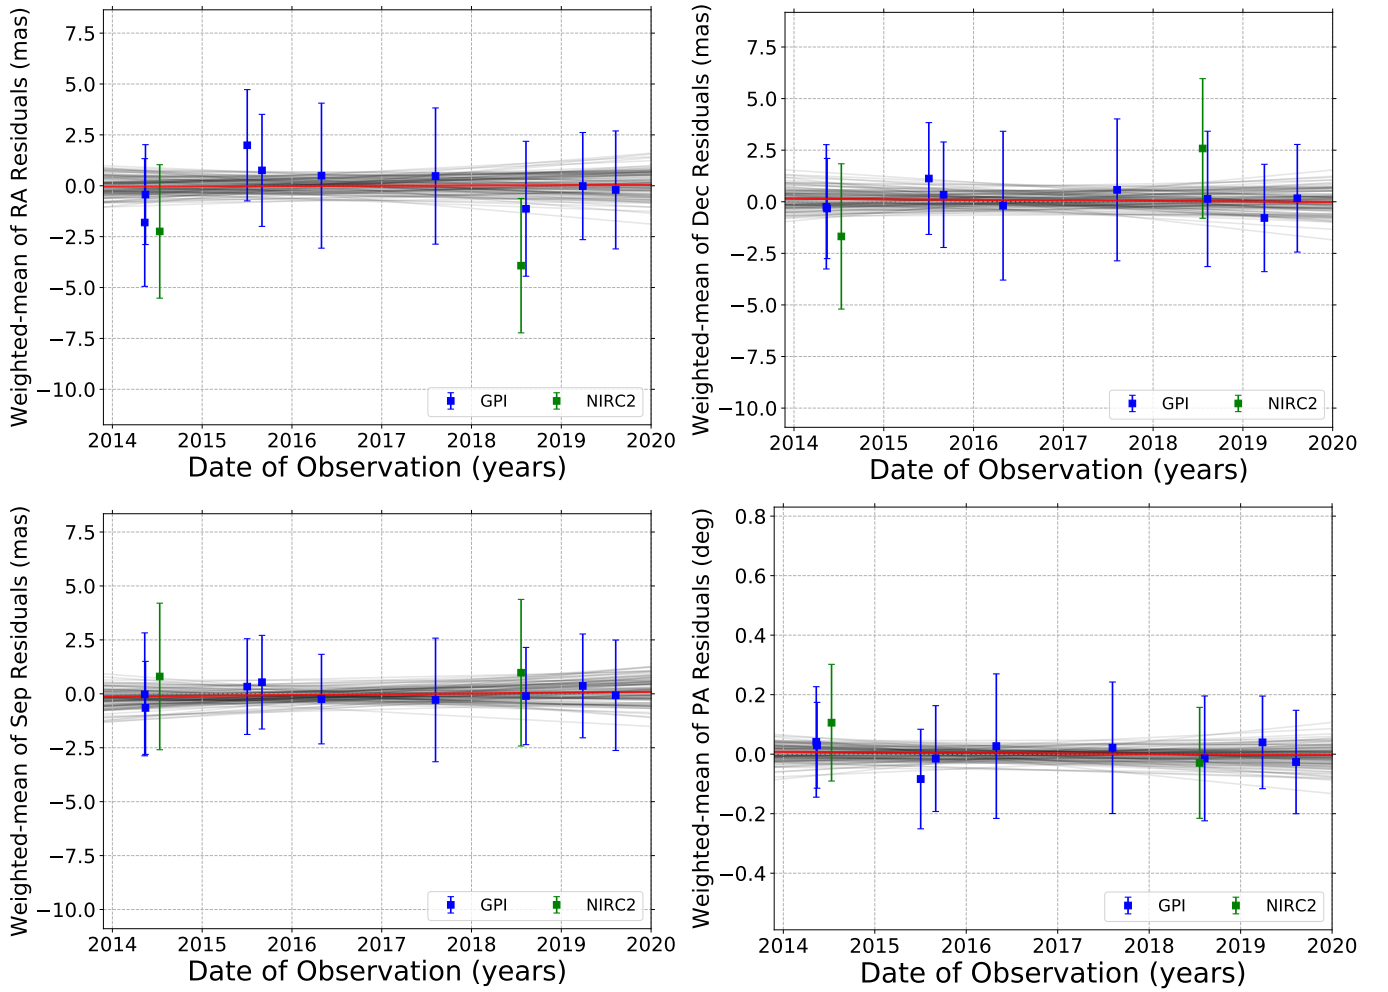 Weighted-mean of RA Residuals (mas)
7.5
5.0
2.5
0.0
−2.5
−5.0
−7.5
−10.0
GPI NIRC2
2014 2015 2016 2017 2018 2019 2020
Date of Observation (years)
Weighted-mean of Dec Residuals (mas)
7.5
5.0
2.5
0.0
−2.5
−5.0
−7.5
−10.0
GPI NIRC2
2014 2015 2016 2017 2018 2019 2020
Date of Observation (years)
Weighted-mean of Sep Residuals (mas)
7.5
5.0
2.5
0.0
−2.5
−5.0
−7.5
−10.0
GPI NIRC2
2014 2015 2016 2017 2018 2019 2020
Date of Observation (years)
Weighted-mean of PA Residuals (deg)
0.8
0.6
0.4
0.2
0.0
−0.2
−0.4
GPI NIRC2
2014 2015 2016 2017 2018 2019 2020
Date of Observation (years)